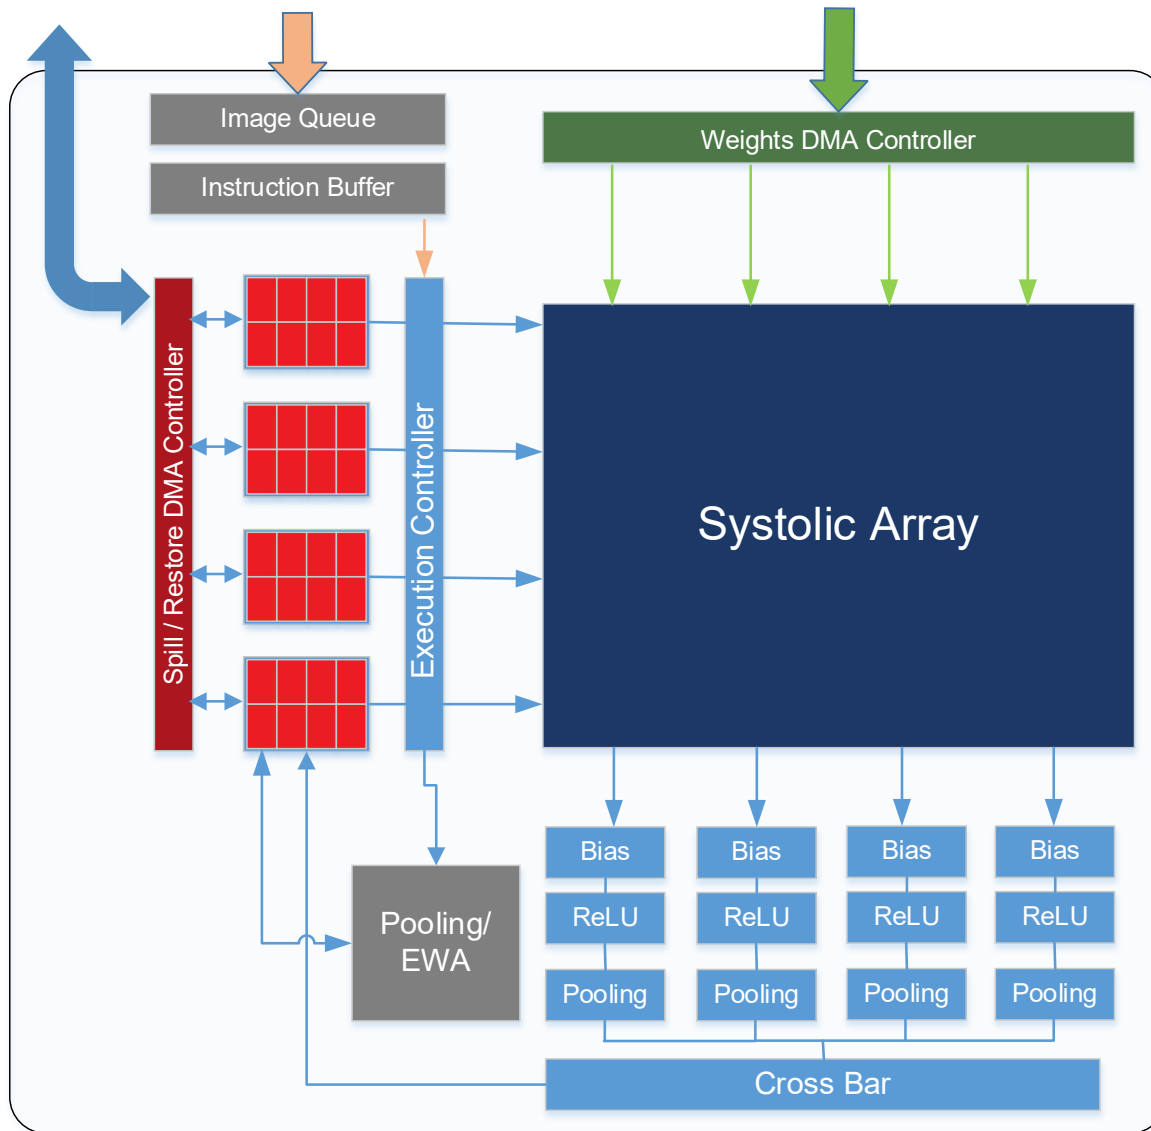 Image Queue
Instruction Buffer
Weights DMA Controller
Spill / Restore DMA Controller
Execution Controller
Systolic Array
Bias
Bias
Bias
Bias
ReLU
ReLU
ReLU
ReLU
Pooling/
EWA
Pooling
Pooling
Pooling
Pooling
Cross Bar